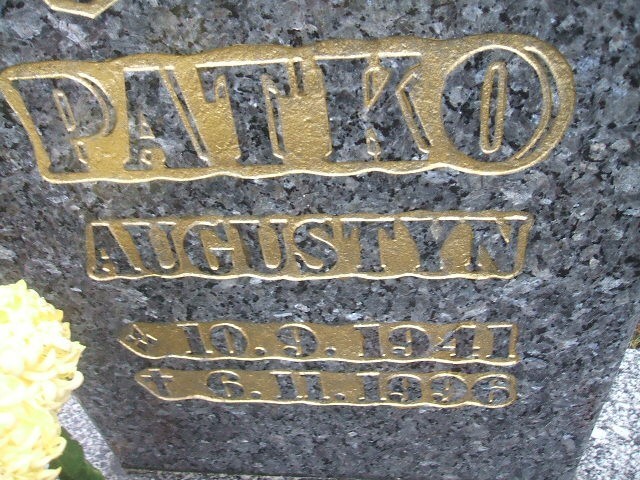 PATKO
AUGUSTYN
* 10.9.1941
† 6.11.1996